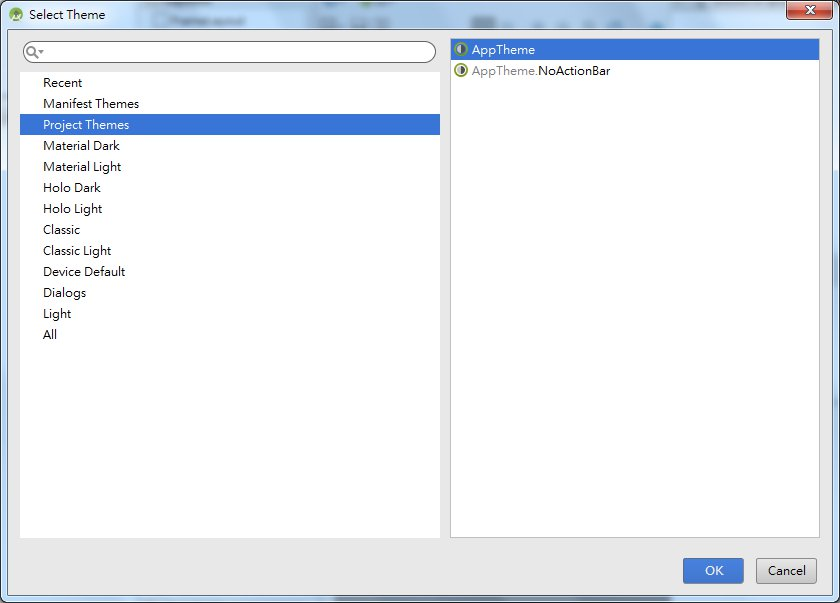 Select Theme
Recent
Manifest Themes
Project Themes
Material Dark
Material Light
Holo Dark
Holo Light
Classic
Classic Light
Device Default
Dialogs
Light
All
AppTheme
AppTheme.NoActionBar
OK
Cancel